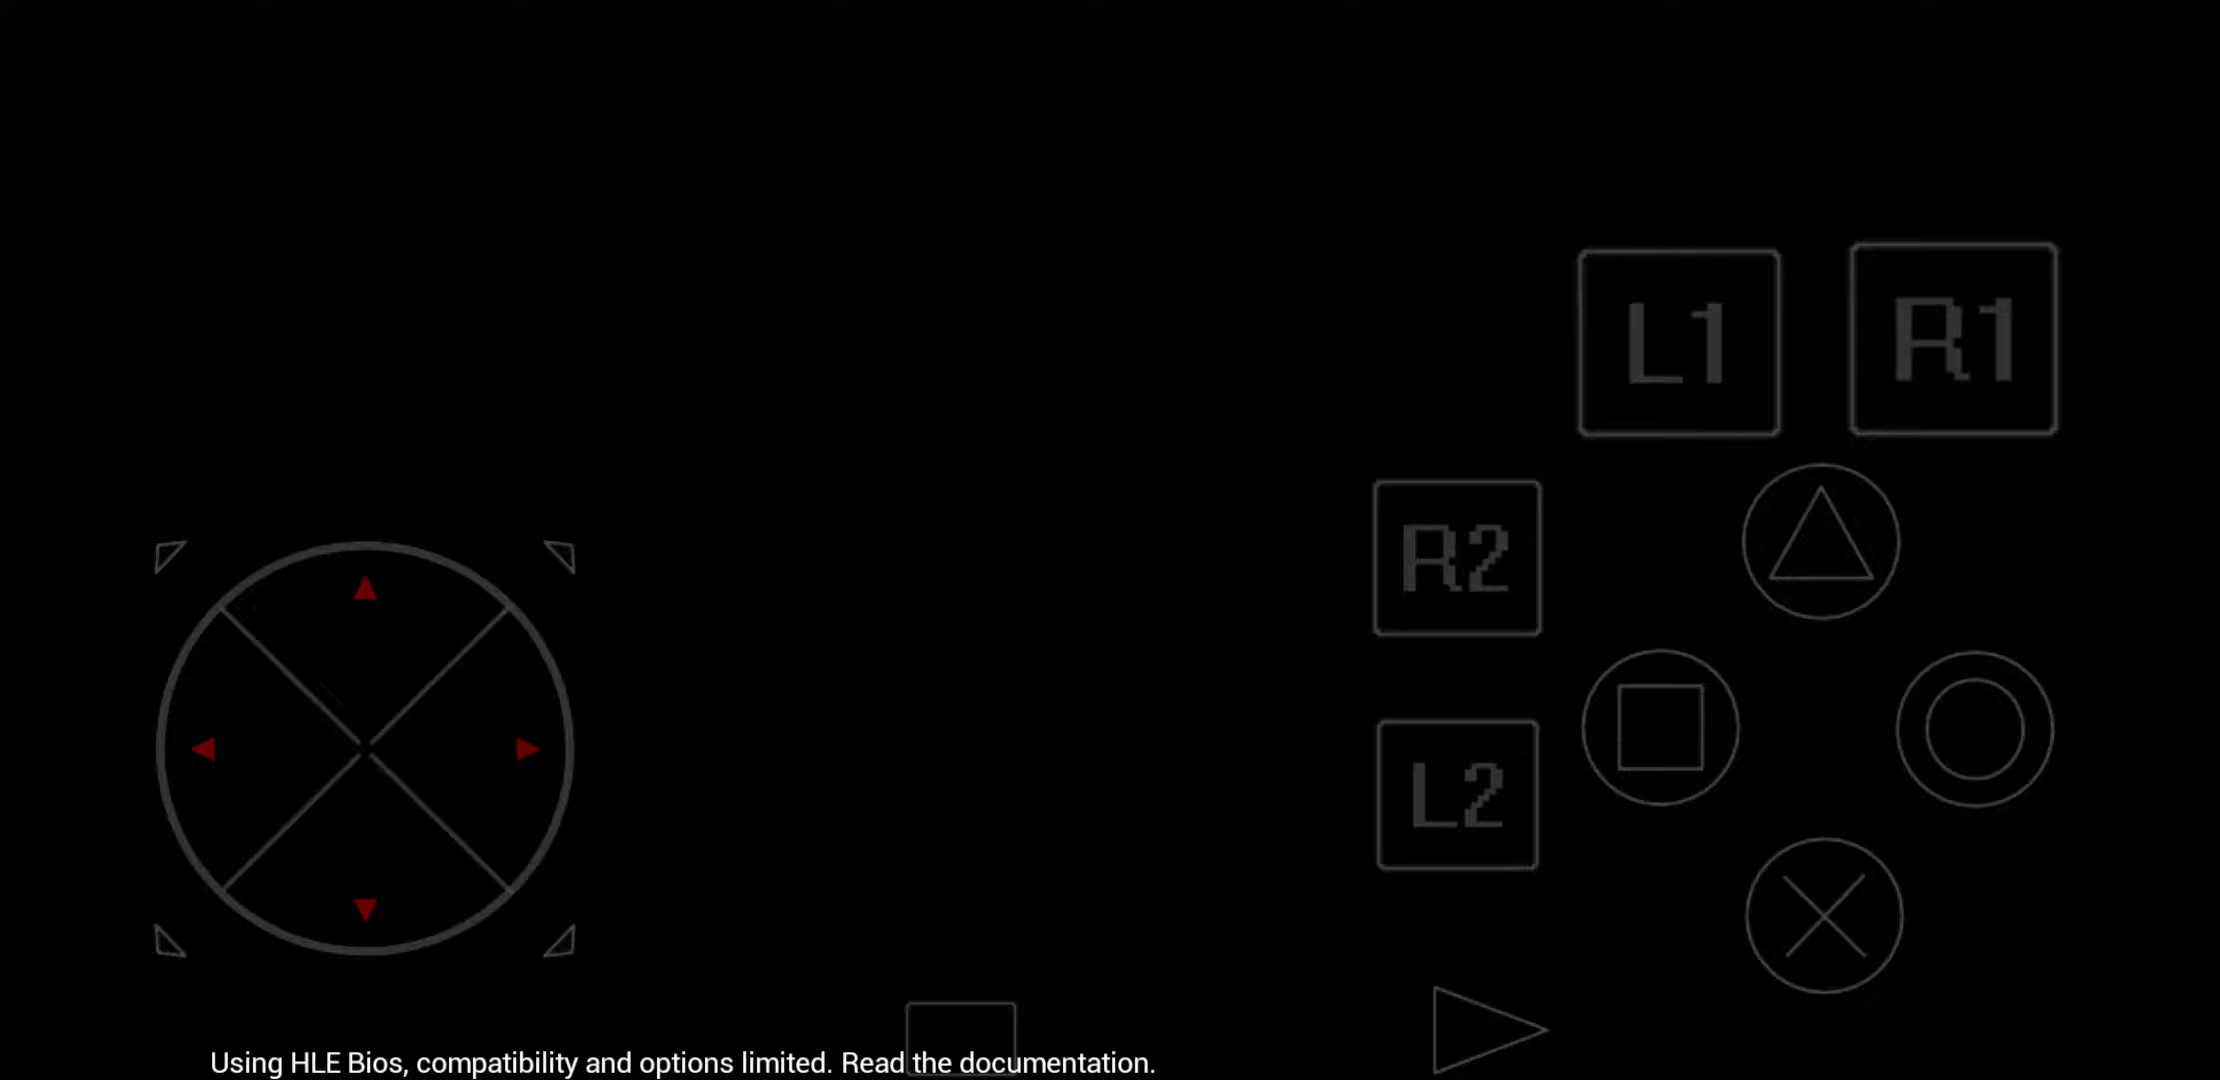 L1 R1
R2
L2
Using HLE Bios, compatibility and options limited. Read the documentation.